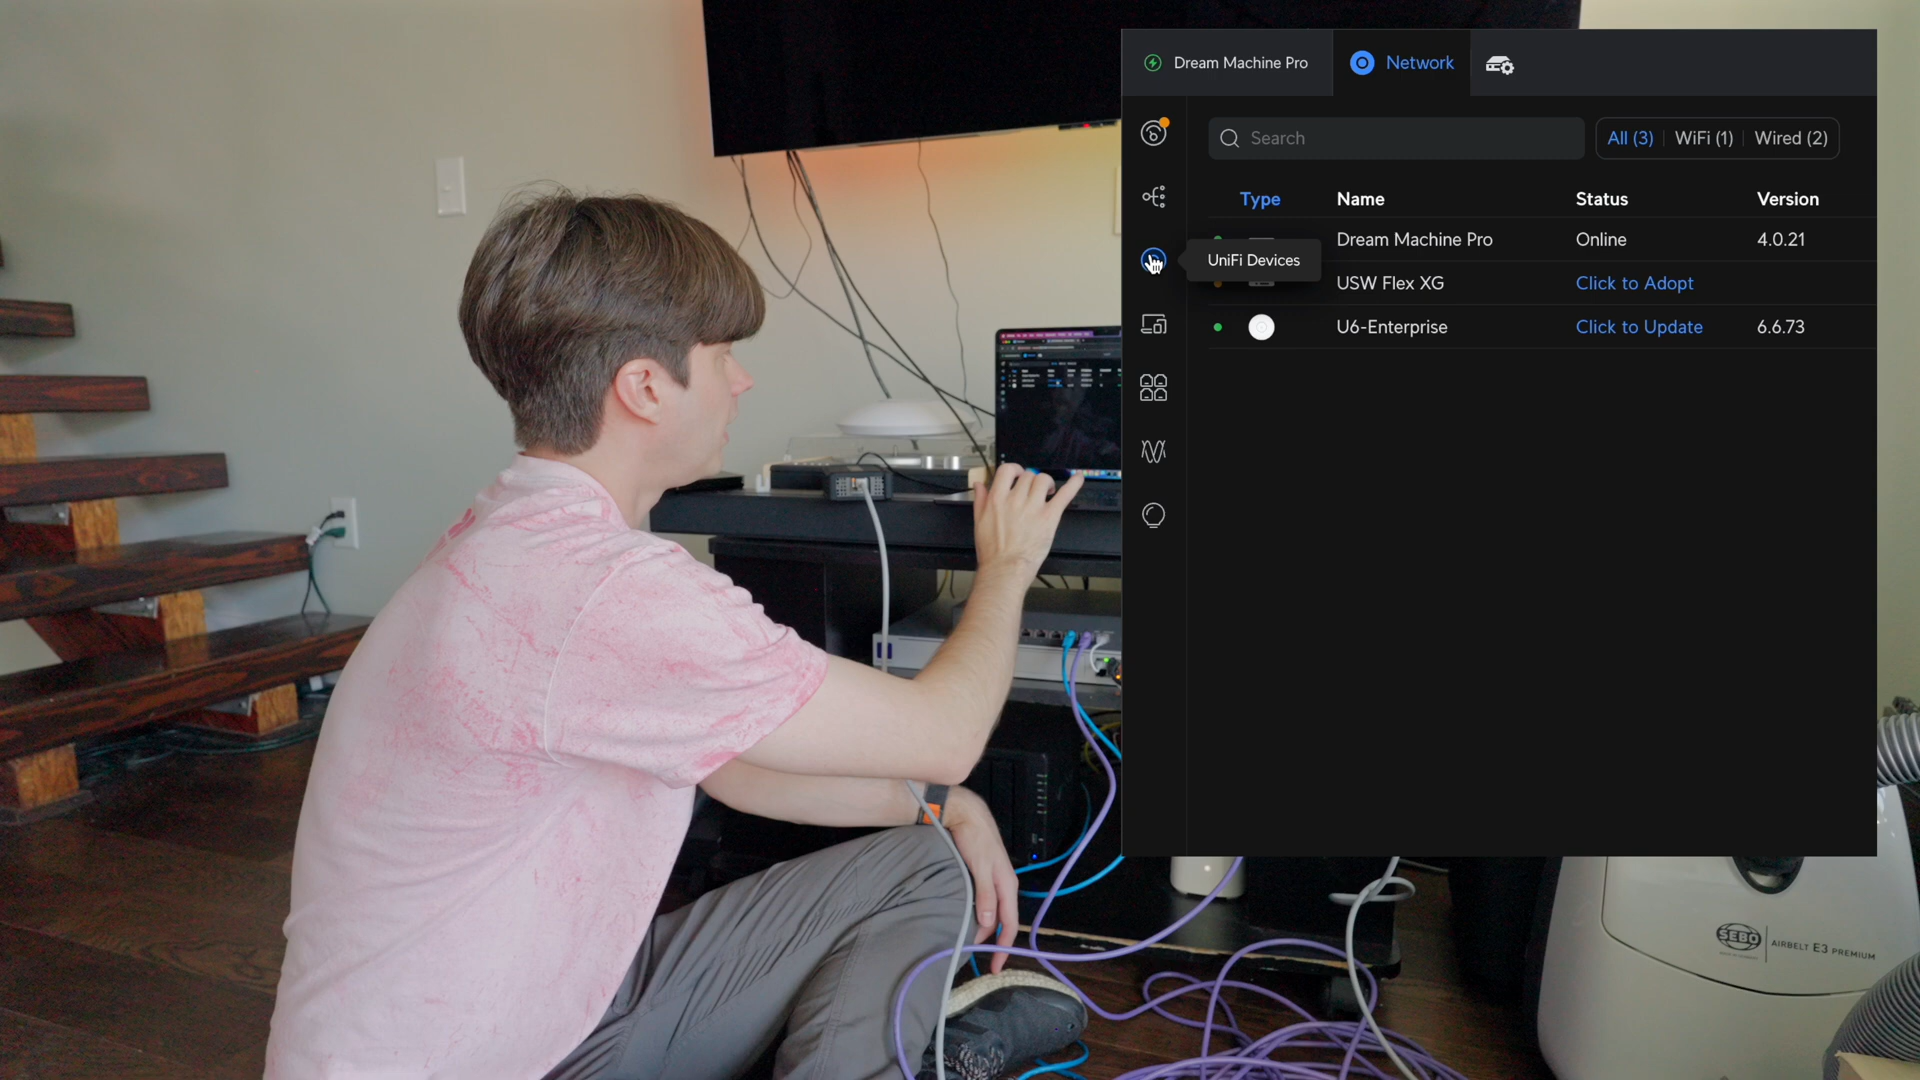 Dream Machine Pro
Network
Search
All (3) WiFi (1) Wired (2)
Type Name Status Version
Dream Machine Pro Online 4.0.21
UniFi Devices
USW Flex XG Click to Adopt
U6-Enterprise Click to Update 6.6.73
SEBO AIRBELT E3 PREMIUM